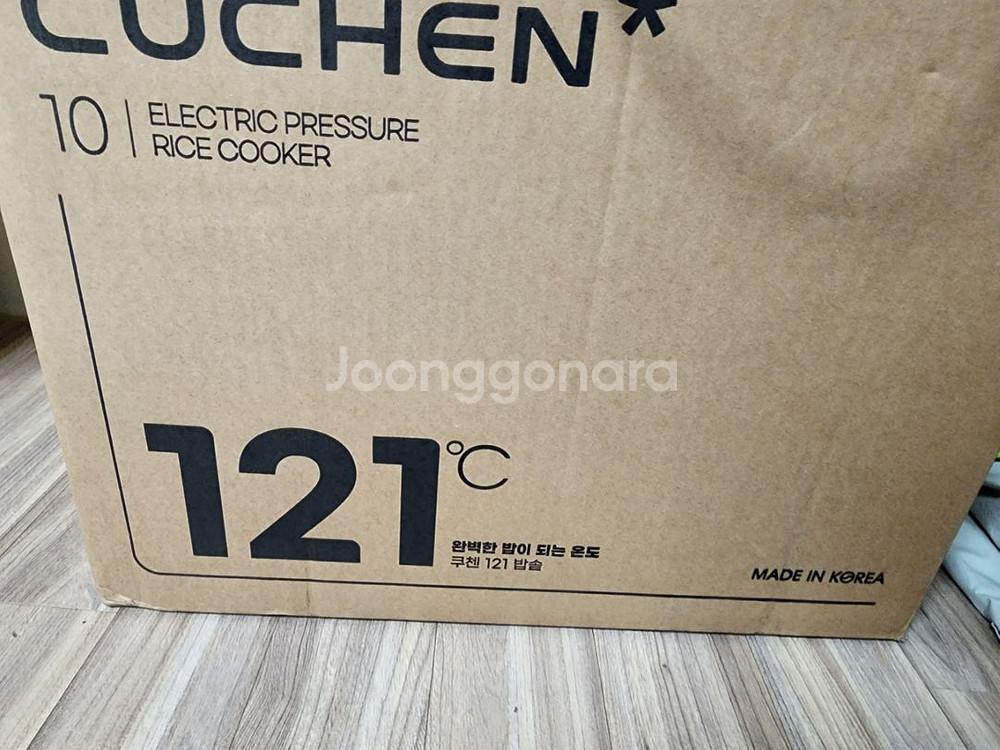 CUCHEN*
10 | ELECTRIC PRESSURE
RICE COOKER
Joonggonara
121℃
완벽한 밥이 되는 온도
쿠첸 121 밥솥
MADE IN KOREA